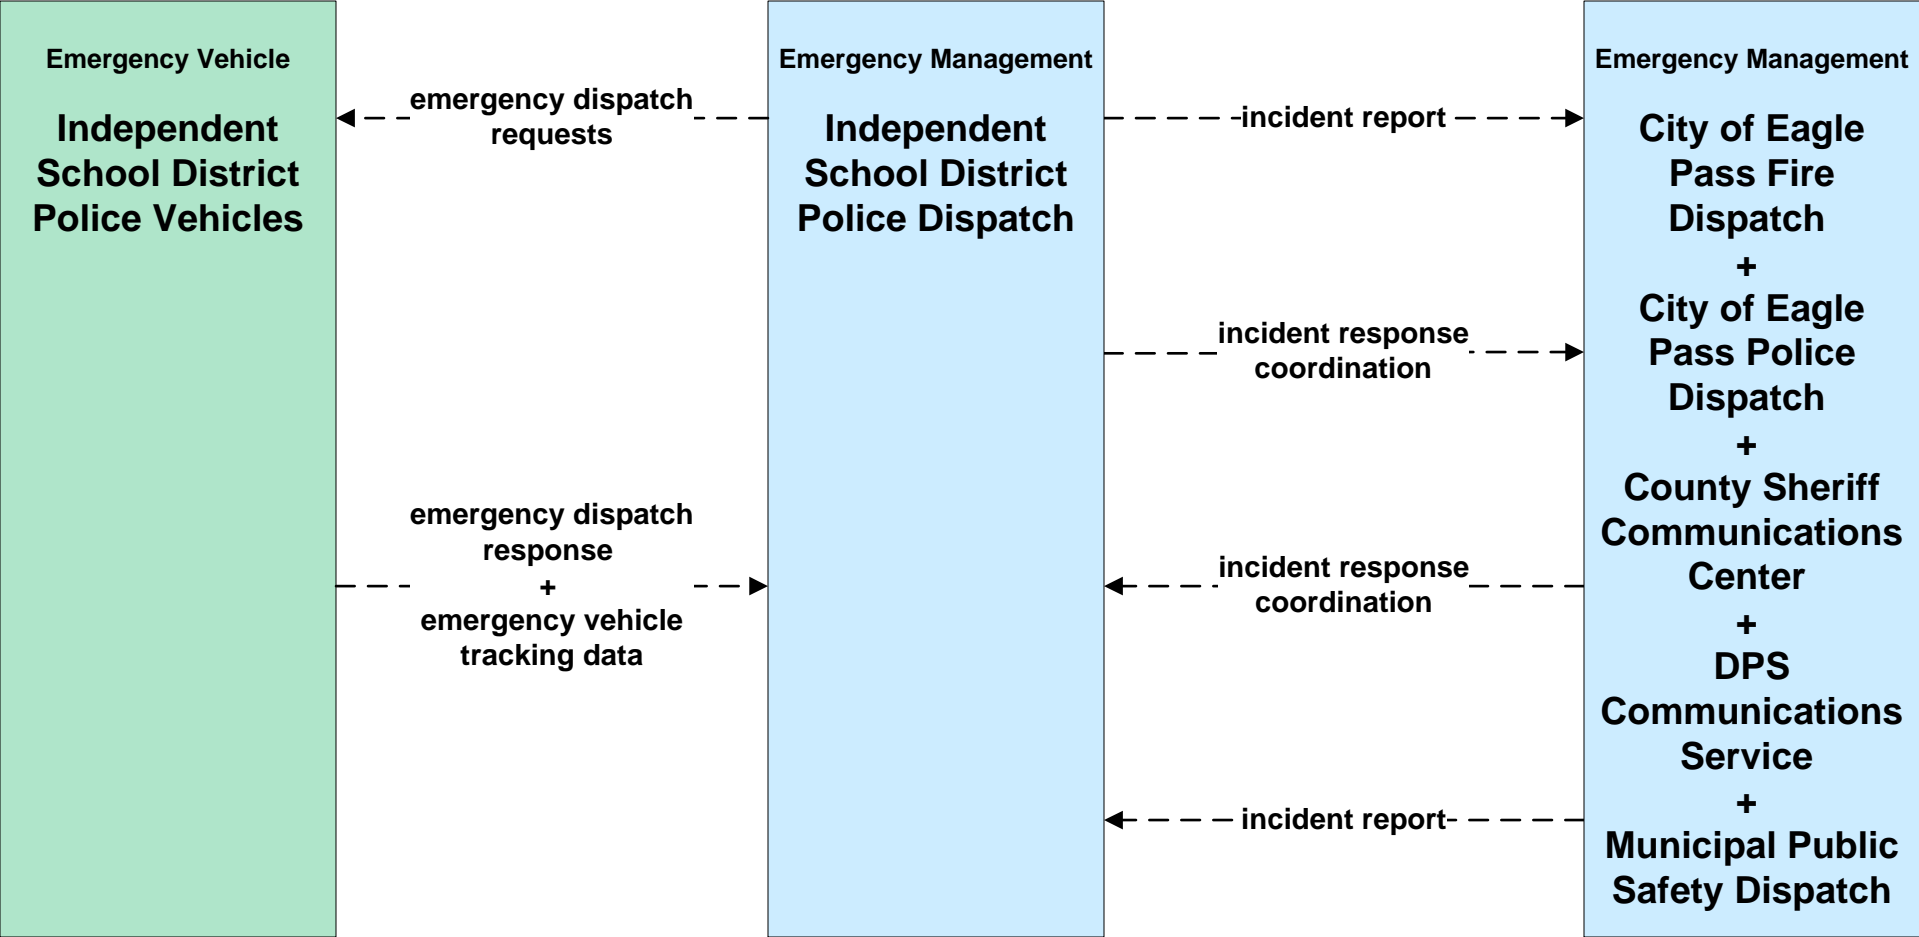 Emergency Vehicle
Independent
School District
Police Vehicles
emergency dispatch
requests
emergency dispatch
response
+
emergency vehicle
tracking data
Emergency Management
Independent
School District
Police Dispatch
incident report
incident response
coordination
incident response
coordination
incident report
Emergency Management
City of Eagle
Pass Fire
Dispatch
+
City of Eagle
Pass Police
Dispatch
+
County Sheriff
Communications
Center
+
DPS
Communications
Service
+
Municipal Public
Safety Dispatch